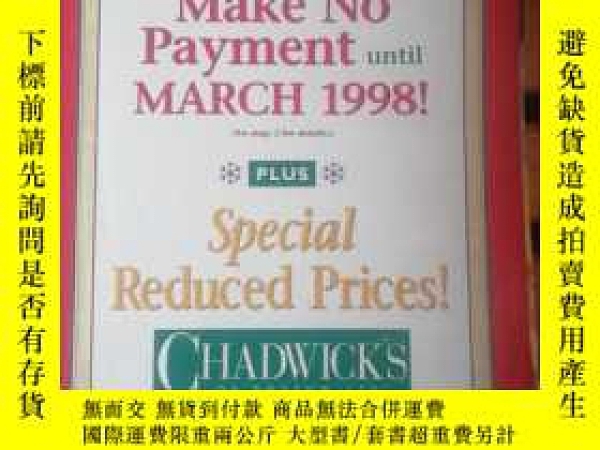 下標前請先詢問是否有存貨
Make No
Payment until
MARCH 1998!
PLUS
Special
Reduced Prices!
CHADWICK'S
避免缺貨造成拍賣費用產生
無面交 無貨到付款 商品無法合併運費
國際運費限重兩公斤 大型書/套書超重費另計